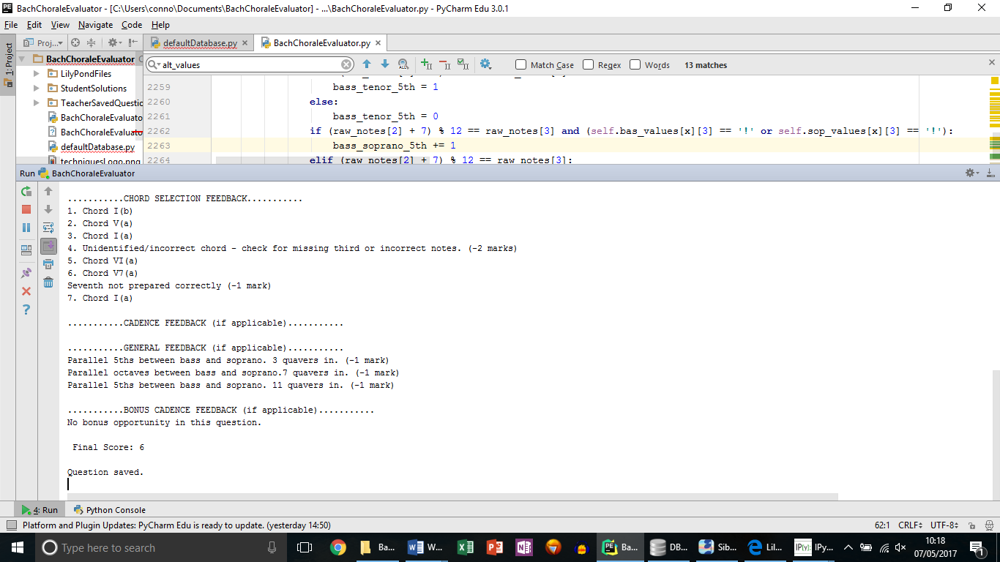 BachChoraleEvaluator - [C:\Users\conno\Documents\BachChoraleEvaluator] - ...\BachChoraleEvaluator.py - PyCharm Edu 3.0.1
File Edit View Navigate Code Help
Proj... defaultDatabase.py BachChoraleEvaluator.py
1: Project
BachChoraleEvaluator
LilyPondFiles
StudentSolutions
TeacherSavedQuestic
BachChoraleEvaluato
BachChoraleEvaluato
defaultDatabase.py
techniquesLogo.png
alt_values Match Case Regex Words 13 matches
2259 bass_tenor_5th = 1
2260 else:
2261 bass_tenor_5th = 0
2262 if (raw_notes[2] + 7) % 12 == raw_notes[3] and (self.bas_values[x][3] == '!' or self.sop_values[x][3] == '!'):
2263 bass_soprano_5th += 1
2264 elif (raw_notes[2] + 7) % 12 == raw_notes[3]:
Run BachChoraleEvaluator
...........CHORD SELECTION FEEDBACK...........
1. Chord I(b)
2. Chord V(a)
3. Chord I(a)
4. Unidentified/incorrect chord - check for missing third or incorrect notes. (-2 marks)
5. Chord VI(a)
6. Chord V7(a)
Seventh not prepared correctly (-1 mark)
7. Chord I(a)
...........CADENCE FEEDBACK (if applicable)...........
...........GENERAL FEEDBACK (if applicable)...........
Parallel 5ths between bass and soprano. 3 quavers in. (-1 mark)
Parallel octaves between bass and soprano.7 quavers in. (-1 mark)
Parallel 5ths between bass and soprano. 11 quavers in. (-1 mark)
...........BONUS CADENCE FEEDBACK (if applicable)...........
No bonus opportunity in this question.
Final Score: 6
Question saved.
4: Run Python Console
Platform and Plugin Updates: PyCharm Edu is ready to update. (yesterday 14:50) 62:1 CRLF UTF-8
Type here to search Ba... W... Ba... DB... Sib... Lil... IP[y]: IPy... 10:18
07/05/2017